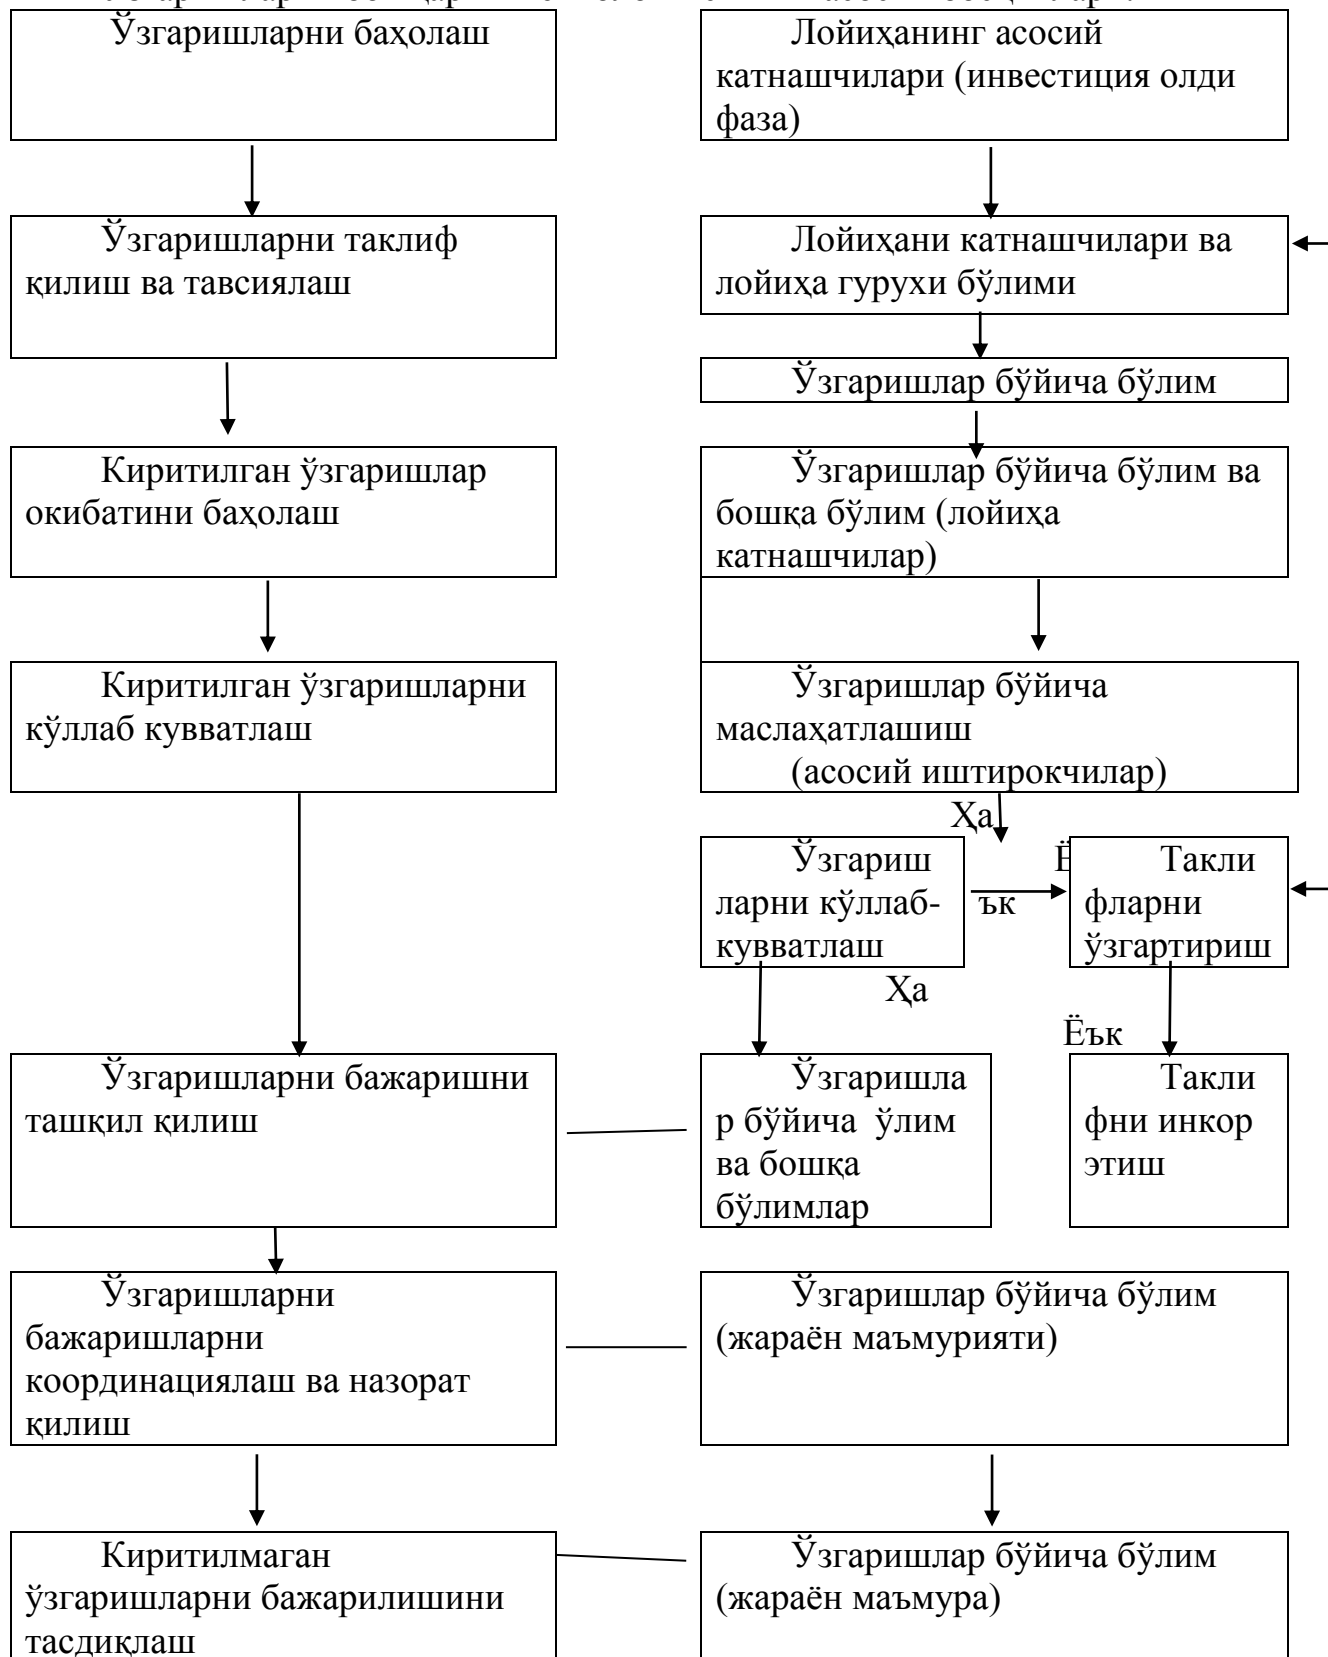 Ўзгаришларни баҳолаш
Лойиҳанинг асосий
катнашчилари (инвестиция олди
фаза)
Ўзгаришларни таклиф
қилиш ва тавсиялаш
Лойиҳани катнашчилари ва
лойиҳа гурухи бўлими
Ўзгаришлар бўйича бўлим
Киритилган ўзгаришлар
окибатини баҳолаш
Ўзгаришлар бўйича бўлим ва
бошқа бўлим (лойиҳа
катнашчилар)
Киритилган ўзгаришларни
кўллаб кувватлаш
Ўзгаришлар бўйича
маслаҳатлашиш
(асосий иштирокчилар)
Ҳа
Ўзгариш
ларни кўллаб-
кувватлаш
Ё
ък
Такли
фларни
ўзгартириш
Ҳа
Ёък
Ўзгаришларни бажаришни
ташқил қилиш
Ўзгаришла
р бўйича ўлим
ва бошқа
бўлимлар
Такли
фни инкор
этиш
Ўзгаришларни
бажаришларни
координациялаш ва назорат
қилиш
Ўзгаришлар бўйича бўлим
(жараён маъмурияти)
Киритилмаган
ўзгаришларни бажарилишини
тасдиқлаш
Ўзгаришлар бўйича бўлим
(жараён маъмура)